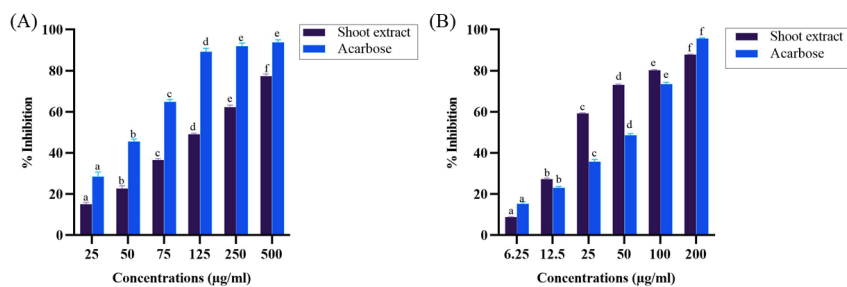 (A)
Shoot extract
Acarbose
% Inhibition
100
80
60
40
20
0
a a b b c c d d e e f e
25 50 75 125 250 500
Concentrations (µg/ml)
(B)
Shoot extract
Acarbose
% Inhibition
100
80
60
40
20
0
a a b b c c d d e e f f
6.25 12.5 25 50 100 200
Concentrations (µg/ml)